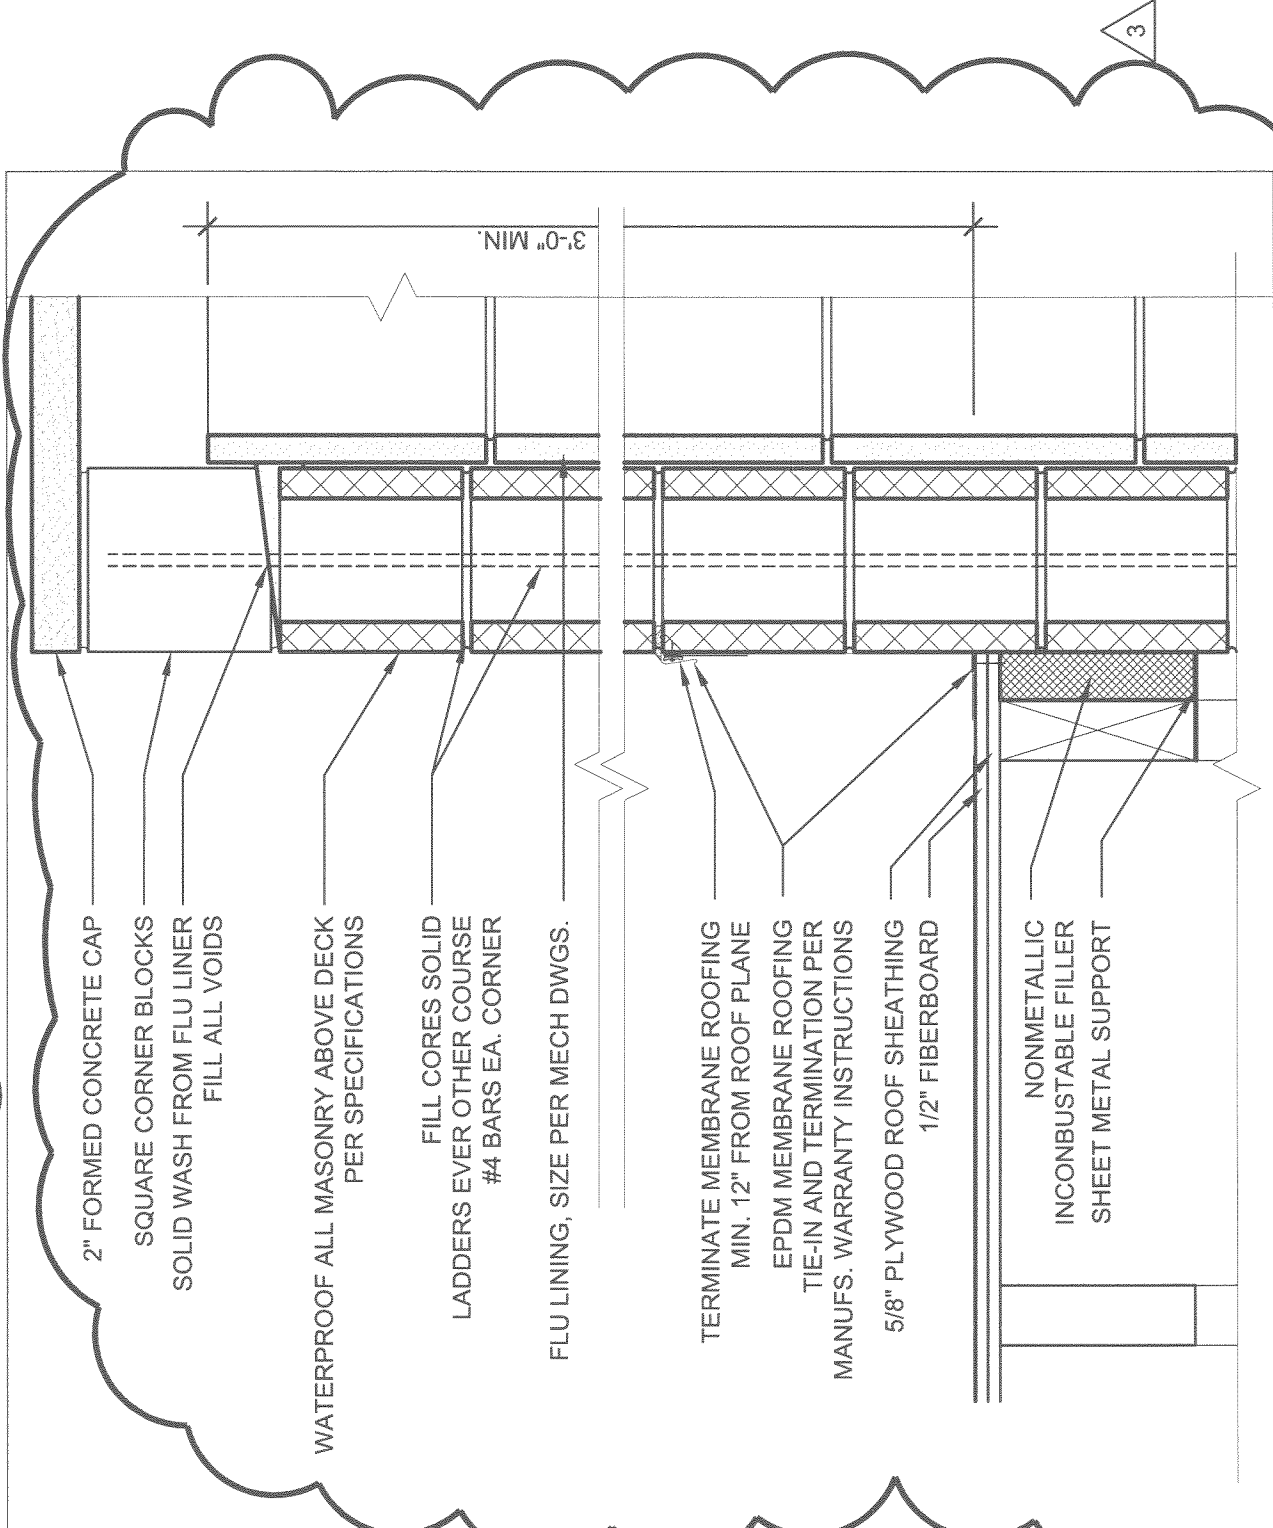 2" FORMED CONCRETE CAP
SQUARE CORNER BLOCKS
SOLID WASH FROM FLU LINER
FILL ALL VOIDS
WATERPROOF ALL MASONRY ABOVE DECK
PER SPECIFICATIONS
FILL CORES SOLID
LADDERS EVER OTHER COURSE
#4 BARS EA. CORNER
FLU LINING, SIZE PER MECH DWGS.
TERMINATE MEMBRANE ROOFING
MIN. 12" FROM ROOF PLANE
EPDM MEMBRANE ROOFING
TIE-IN AND TERMINATION PER
MANUFS. WARRANTY INSTRUCTIONS
5/8" PLYWOOD ROOF SHEATHING
1/2" FIBERBOARD
NONMETALLIC
INCONBUSTABLE FILLER
SHEET METAL SUPPORT
3'-0" MIN.
3